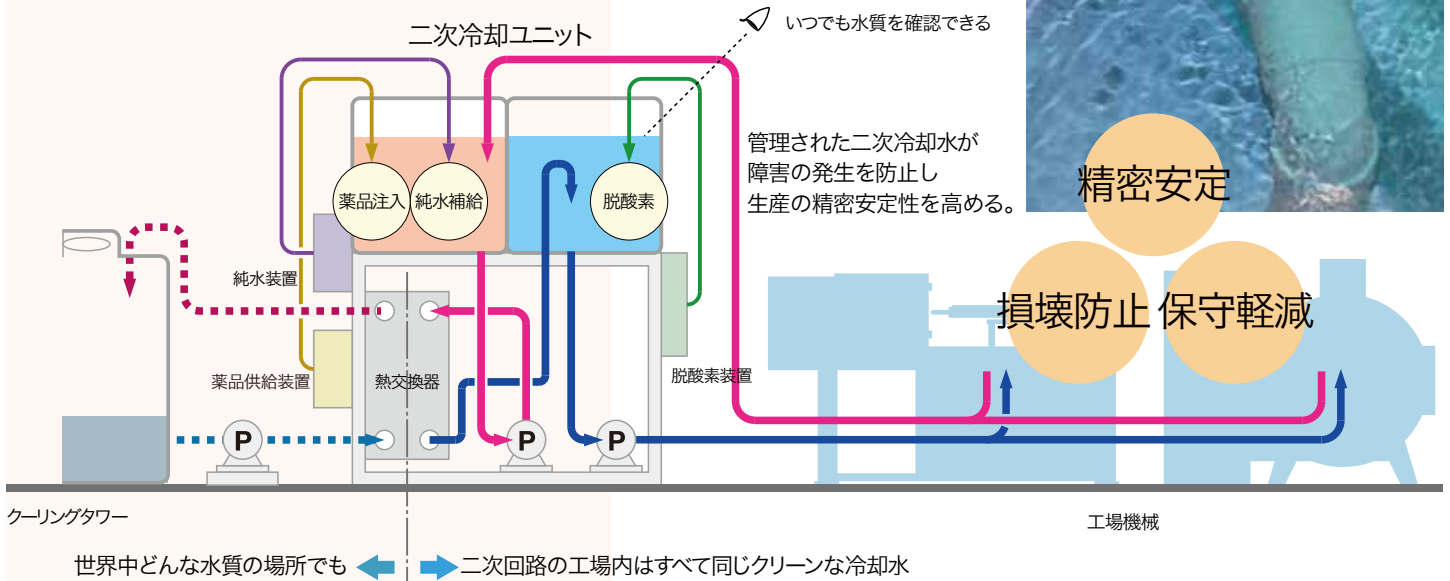 二次冷却ユニット
いつでも水質を確認できる
管理された二次冷却水が
障害の発生を防止し
生産の精密安定性を高める。
精密安定
損壊防止
保守軽減
薬品注入
純水補給
脱酸素
純水装置
薬品供給装置
熱交換器
脱酸素装置
P
P
P
クーリングタワー
工場機械
世界中どんな水質の場所でも
二次回路の工場内はすべて同じクリーンな冷却水